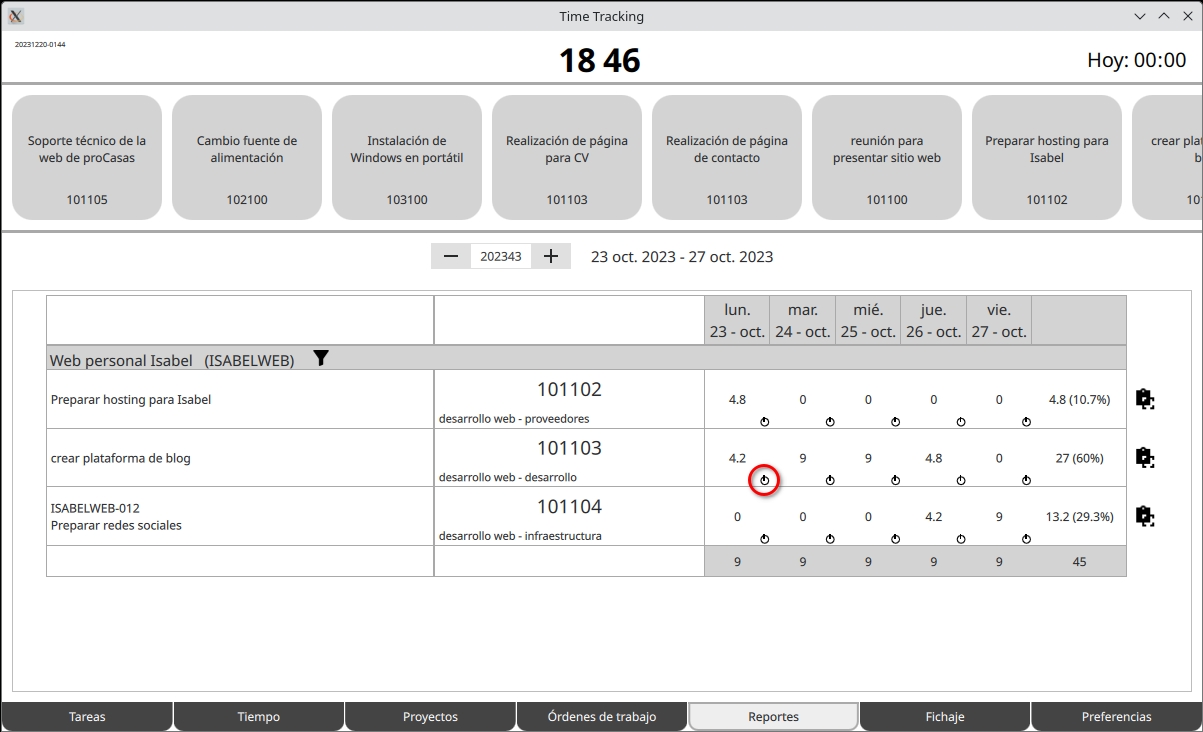 Time Tracking
20231220-0144
18 46
Hoy: 00:00
Soporte técnico de la
web de proCasas
101105
Cambio fuente de
alimentación
102100
Instalación de
Windows en portátil
103100
Realización de página
para CV
101103
Realización de página
de contacto
101103
reunión para
presentar sitio web
101100
Preparar hosting para
Isabel
101102
crear plat
b
10
202343
23 oct. 2023 - 27 oct. 2023
lun.
23 - oct.
mar.
24 - oct.
mié.
25 - oct.
jue.
26 - oct.
vie.
27 - oct.
Web personal Isabel (ISABELWEB)
Preparar hosting para Isabel
101102
desarrollo web - proveedores
4.8 0 0 0 0 4.8 (10.7%)
crear plataforma de blog
101103
desarrollo web - desarrollo
4.2 9 9 4.8 0 27 (60%)
ISABELWEB-012
Preparar redes sociales
101104
desarrollo web - infraestructura
0 0 0 4.2 9 13.2 (29.3%)
9 9 9 9 9 45
Tareas
Tiempo
Proyectos
Órdenes de trabajo
Reportes
Fichaje
Preferencias